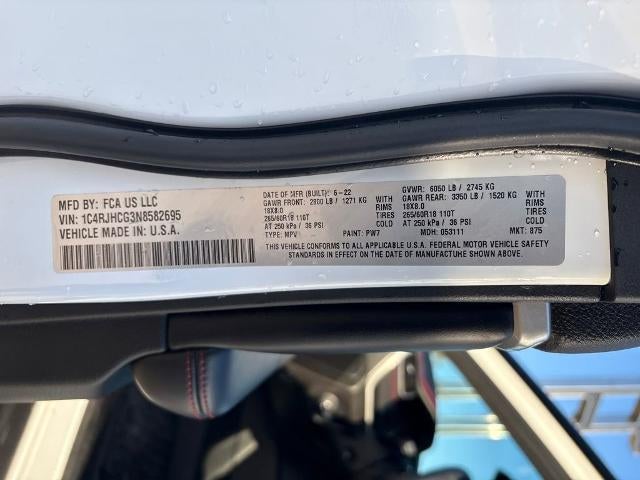 MFD BY: FCA US LLC
VIN: 1C4RJHCG3N8582695
VEHICLE MADE IN U.S.A.
DATE OF MFR (BUILT): 6-22
GAWR FRONT: 2800 LB / 1271 KG
WITH
18X8.0 RIMS
265/60R18 110T
AT 250 kPa / 36 PSI COLD
TYPE: MPV PAINT: PW7
GVWR: 6050 LB / 2745 KG
GAWR REAR: 3350 LB / 1520 KG
WITH
18X8.0 RIMS
265/60R18 110T
AT 250 kPa / 36 PSI COLD
MDH: 053111 MKT: 875
THIS VEHICLE CONFORMS TO ALL APPLICABLE U.S.A. FEDERAL MOTOR VEHICLE SAFETY
STANDARDS IN EFFECT ON THE DATE OF MANUFACTURE SHOWN ABOVE.